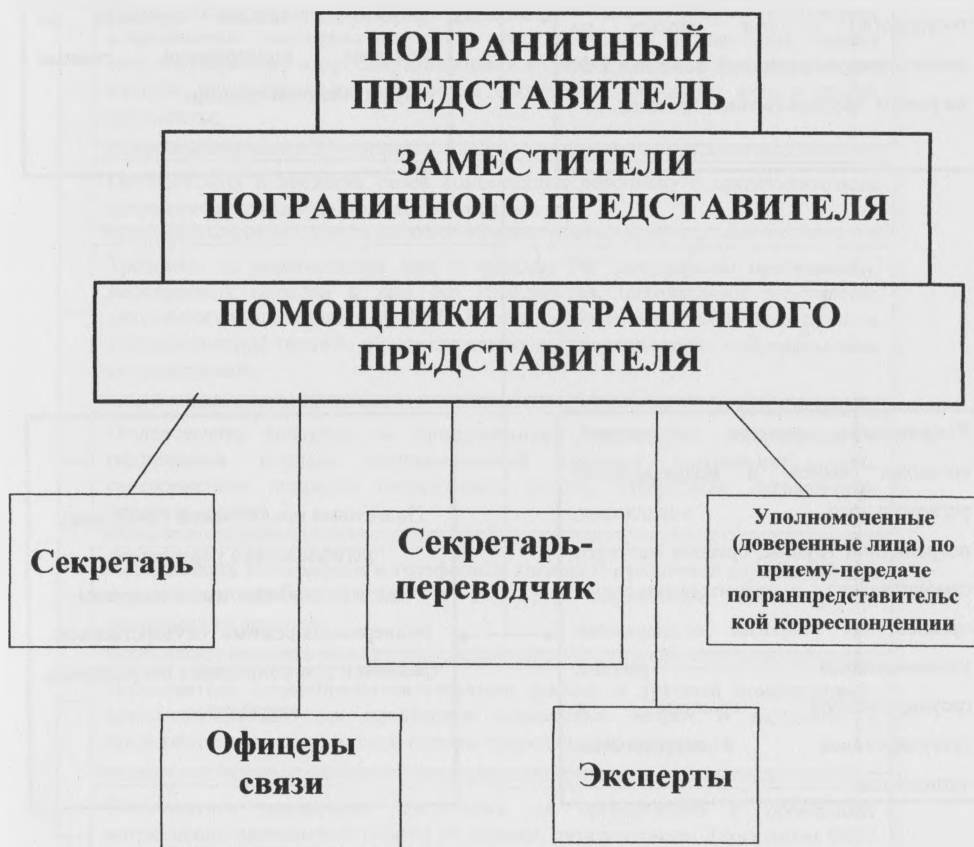 ПОГРАНИЧНЫЙ
ПРЕДСТАВИТЕЛЬ
ЗАМЕСТИТЕЛИ
ПОГРАНИЧНОГО ПРЕДСТАВИТЕЛЯ
ПОМОЩНИКИ ПОГРАНИЧНОГО
ПРЕДСТАВИТЕЛЯ
Секретарь
Секретарь -
переводчик
Уполномоченные
(доверенные лица) по
приему-передаче
погранпредставительс
кой корреспонденции
Офицеры
связи
Эксперты